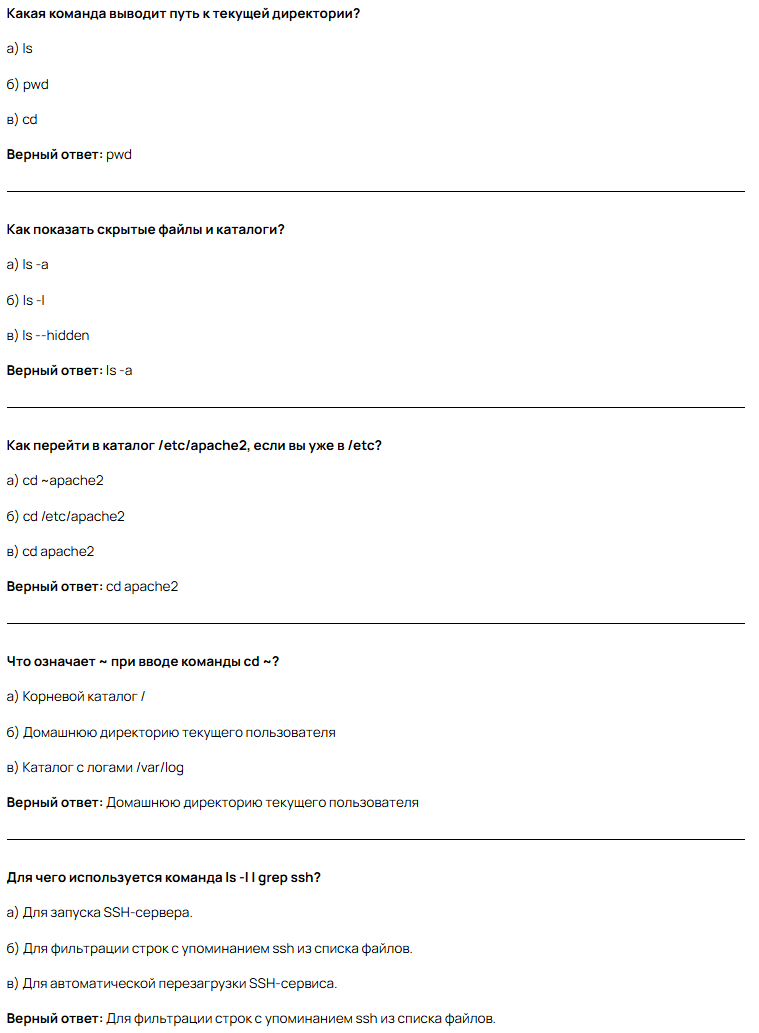 Какая команда выводит путь к текущей директории?
а) ls
б) pwd
в) cd
Верный ответ: pwd
Как показать скрытые файлы и каталоги?
а) ls -a
б) ls -l
в) ls --hidden
Верный ответ: ls -a
Как перейти в каталог /etc/apache2, если вы уже в /etc?
а) cd ~apache2
б) cd /etc/apache2
в) cd apache2
Верный ответ: cd apache2
Что означает ~ при вводе команды cd ~?
а) Корневой каталог /
б) Домашнюю директорию текущего пользователя
в) Каталог с логами /var/log
Верный ответ: Домашнюю директорию текущего пользователя
Для чего используется команда ls -l | grep ssh?
а) Для запуска SSH-сервера.
б) Для фильтрации строк с упоминанием ssh из списка файлов.
в) Для автоматической перезагрузки SSH-сервиса.
Верный ответ: Для фильтрации строк с упоминанием ssh из списка файлов.